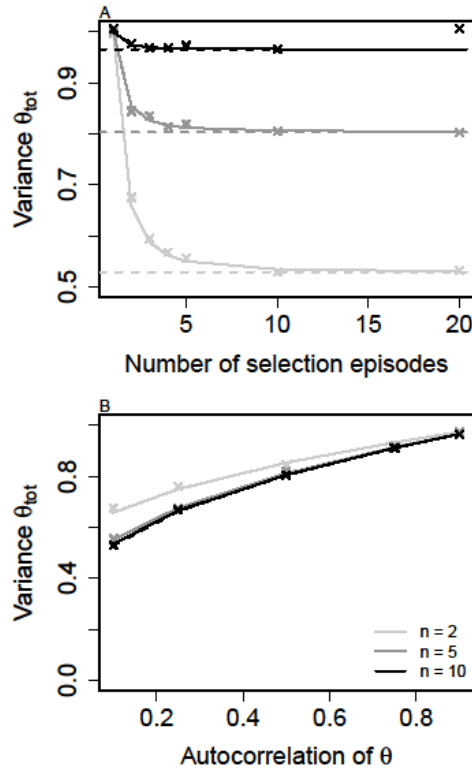 A
Variance θtot
0.9
0.7
0.5
5
10
15
20
Number of selection episodes
B
Variance θtot
0.8
0.4
0.0
n = 2
n = 5
n = 10
0.2
0.4
0.6
0.8
Autocorrelation of θ